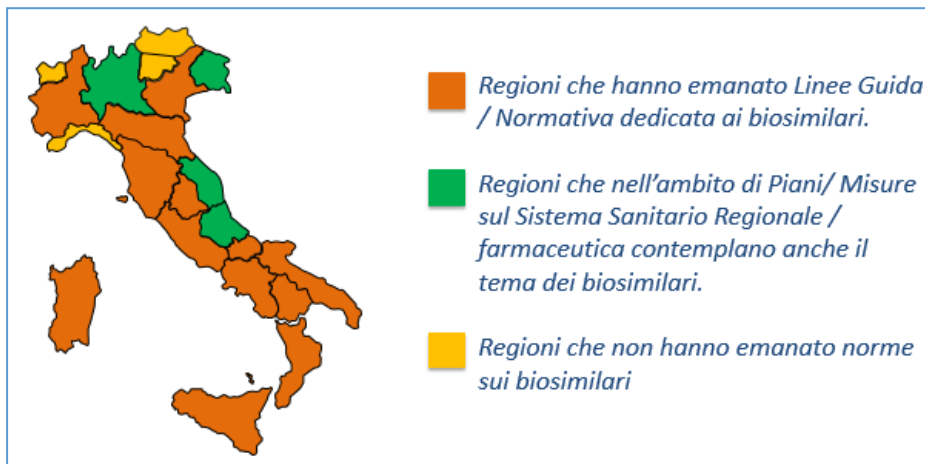 Regioni che hanno emanato Linee Guida
/ Normativa dedicata ai biosimilari.
Regioni che nell’ambito di Piani/ Misure
sul Sistema Sanitario Regionale /
farmaceutica contemplano anche il
tema dei biosimilari.
Regioni che non hanno emanato norme
sui biosimilari